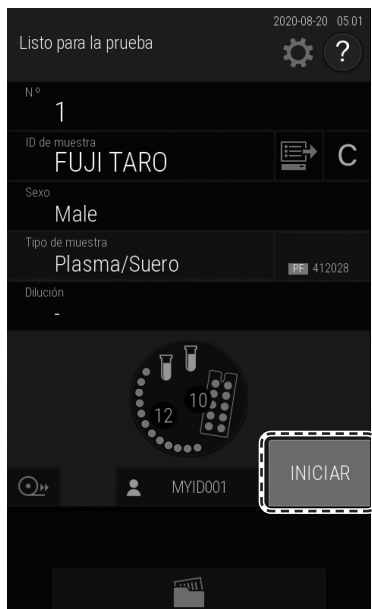 2020-08-20 05:01
Listo para la prueba
?
Nº
1
ID de muestra
FUJI TARO
C
Sexo
Male
Tipo de muestra
Plasma/Suero
PF 412028
Dilución
-
12
10
MYID001
INICIAR